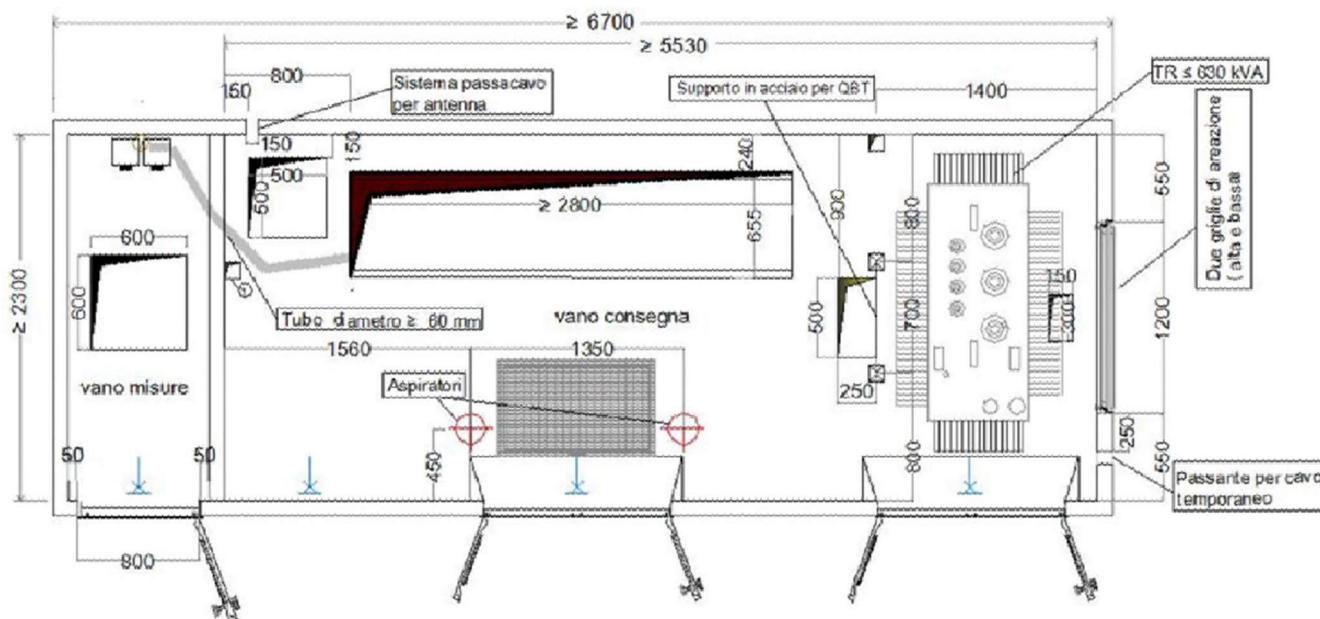 ≥ 6700
≥ 5530
800
150
Sistema passacavo
per antenna
Supporto in acciaio per QBT
1400
TR ≤ 630 kVA
Due griglie di areazione
( alta e bassa)
150
500
600
150
240
≥ 2800
655
900
800
550
600
600
≥ 2300
Tubo diametro ≥ 60 mm
vano consegna
500
700
150
300
1200
1560
1350
vano misure
Aspiratori
250
50
50
450
800
250
550
Passante per cavo
temporaneo
800